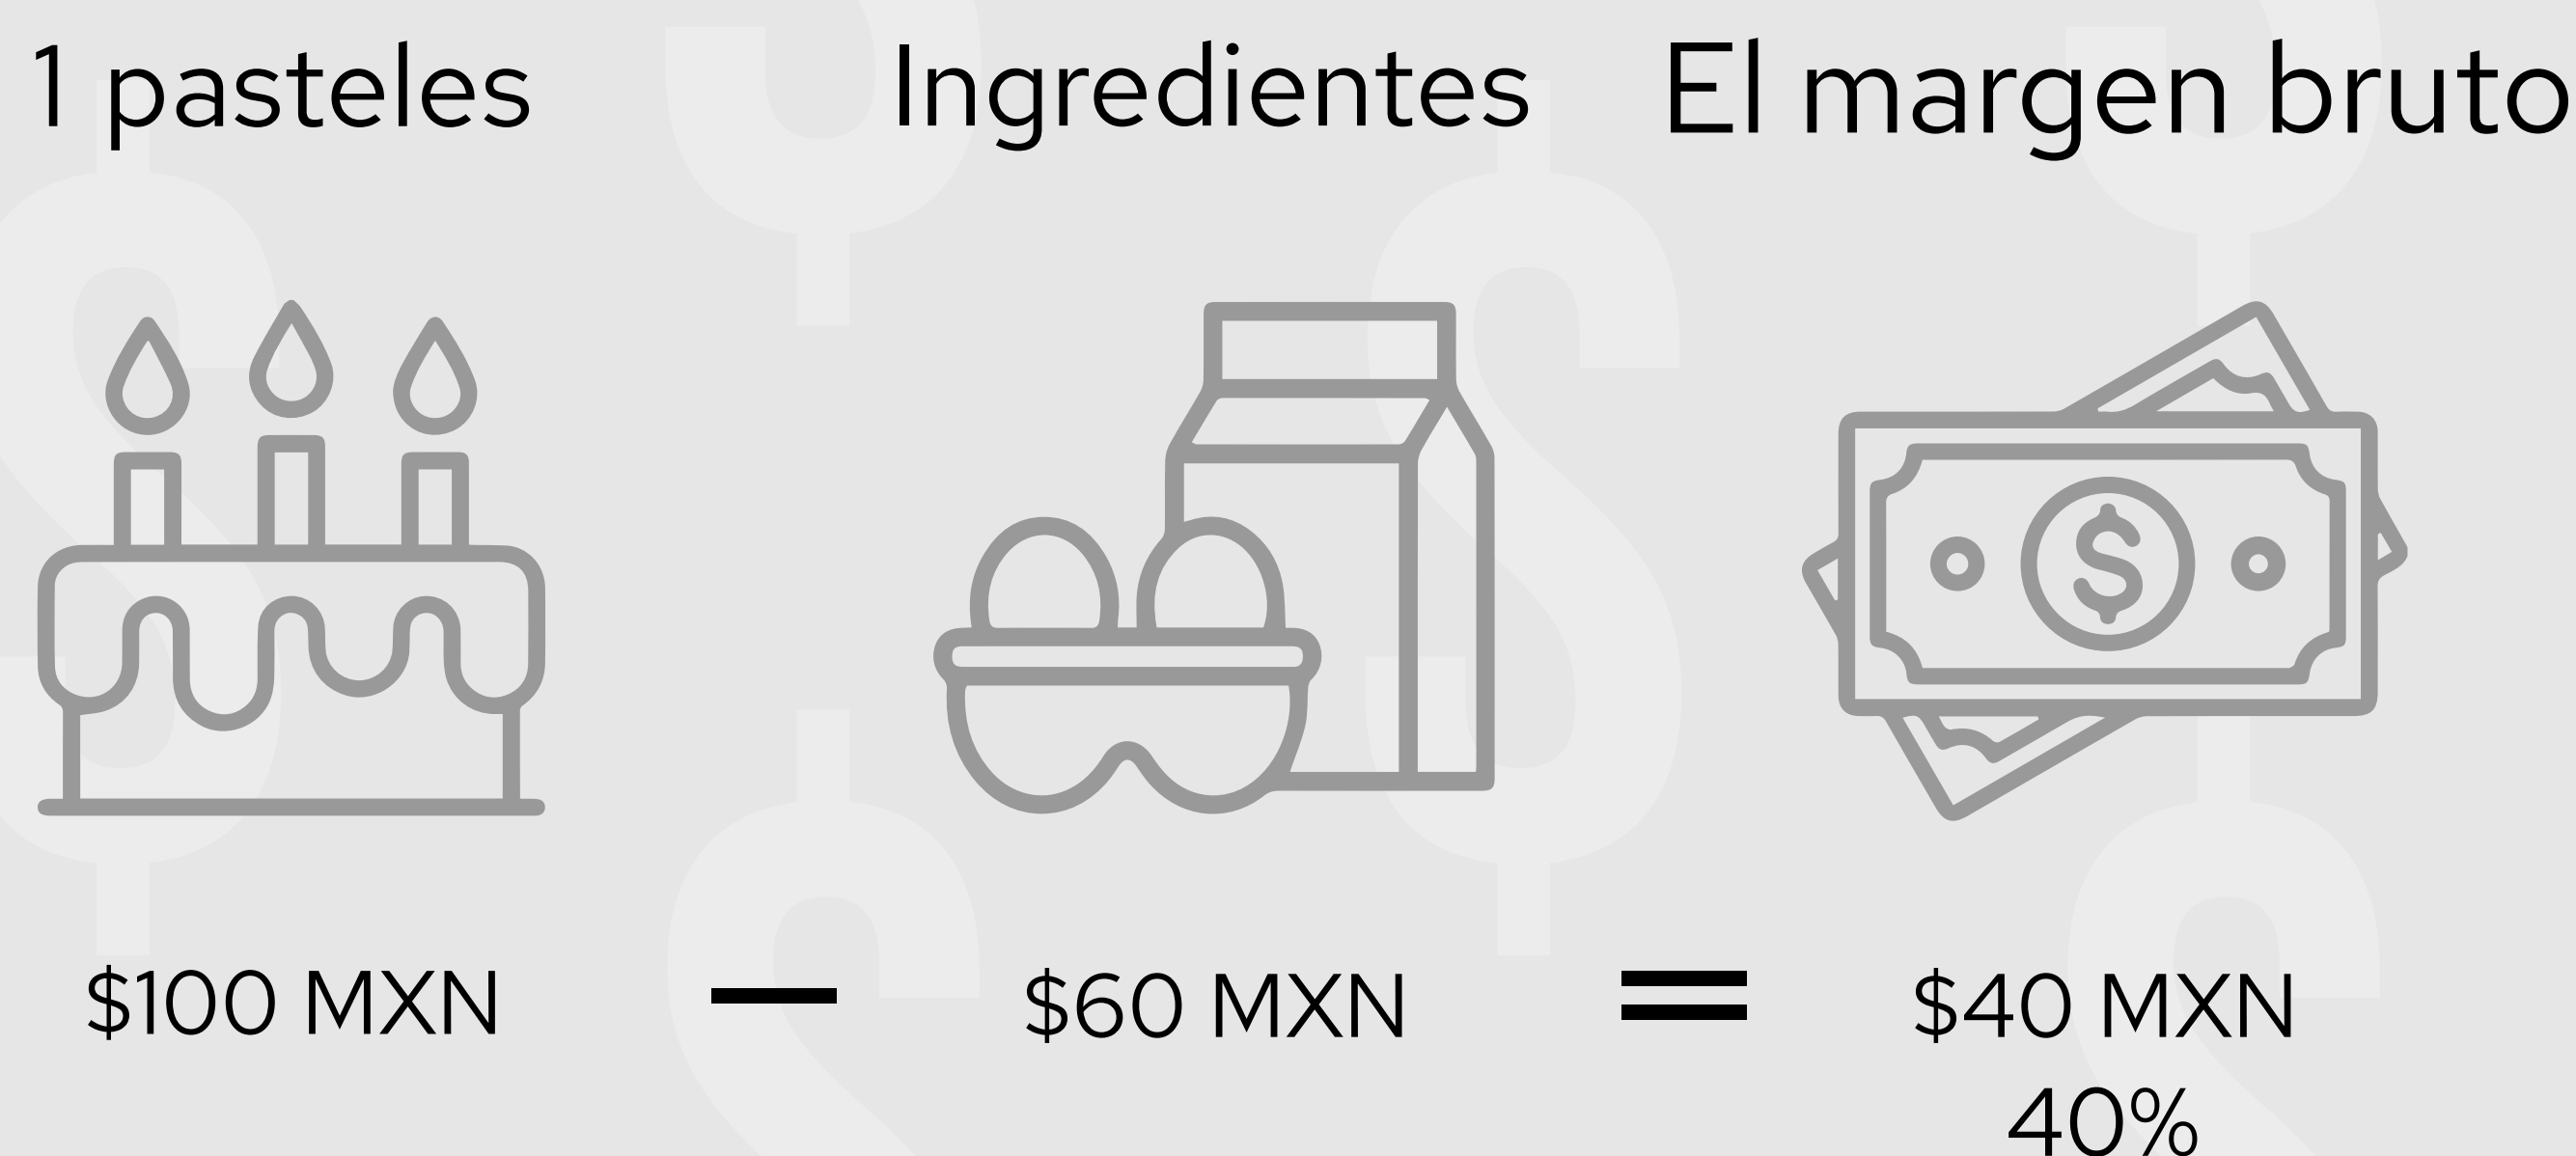 1 pasteles
Ingredientes
El margen bruto
$100 MXN
—
$60 MXN
=
$40 MXN
40%